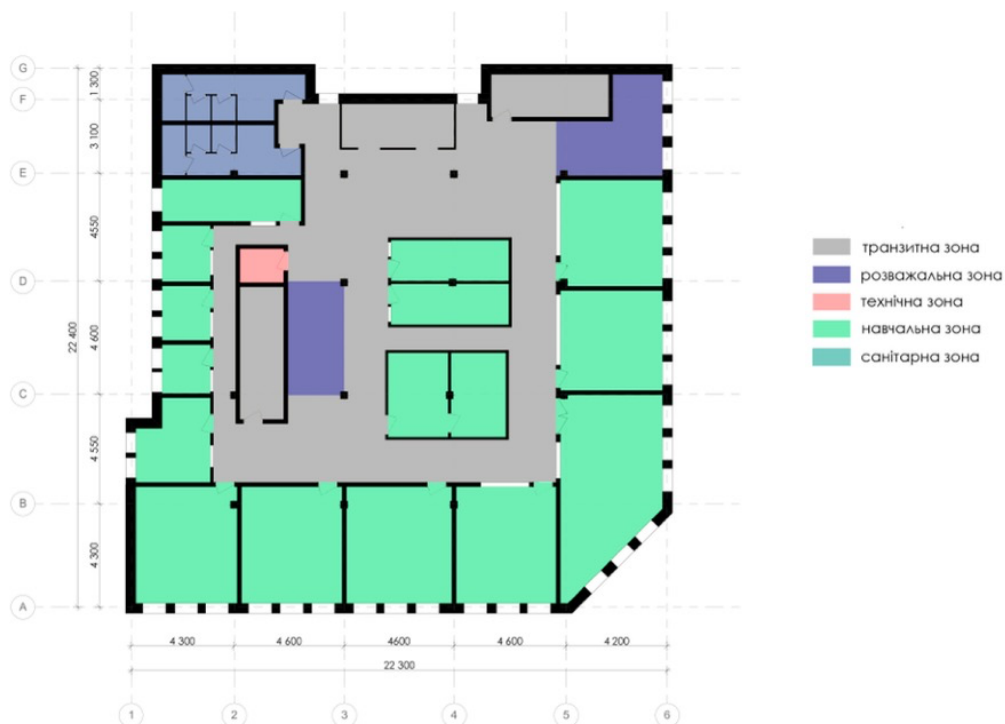 G
F
E
D
C
B
A
1 300
3 100
4550
4 600
4 550
4 300
22 400
транзитна зона
розважальна зона
технічна зона
навчальна зона
санітарна зона
4 300
4 600
4600
4 600
4 200
22 300
1
2
3
4
5
6